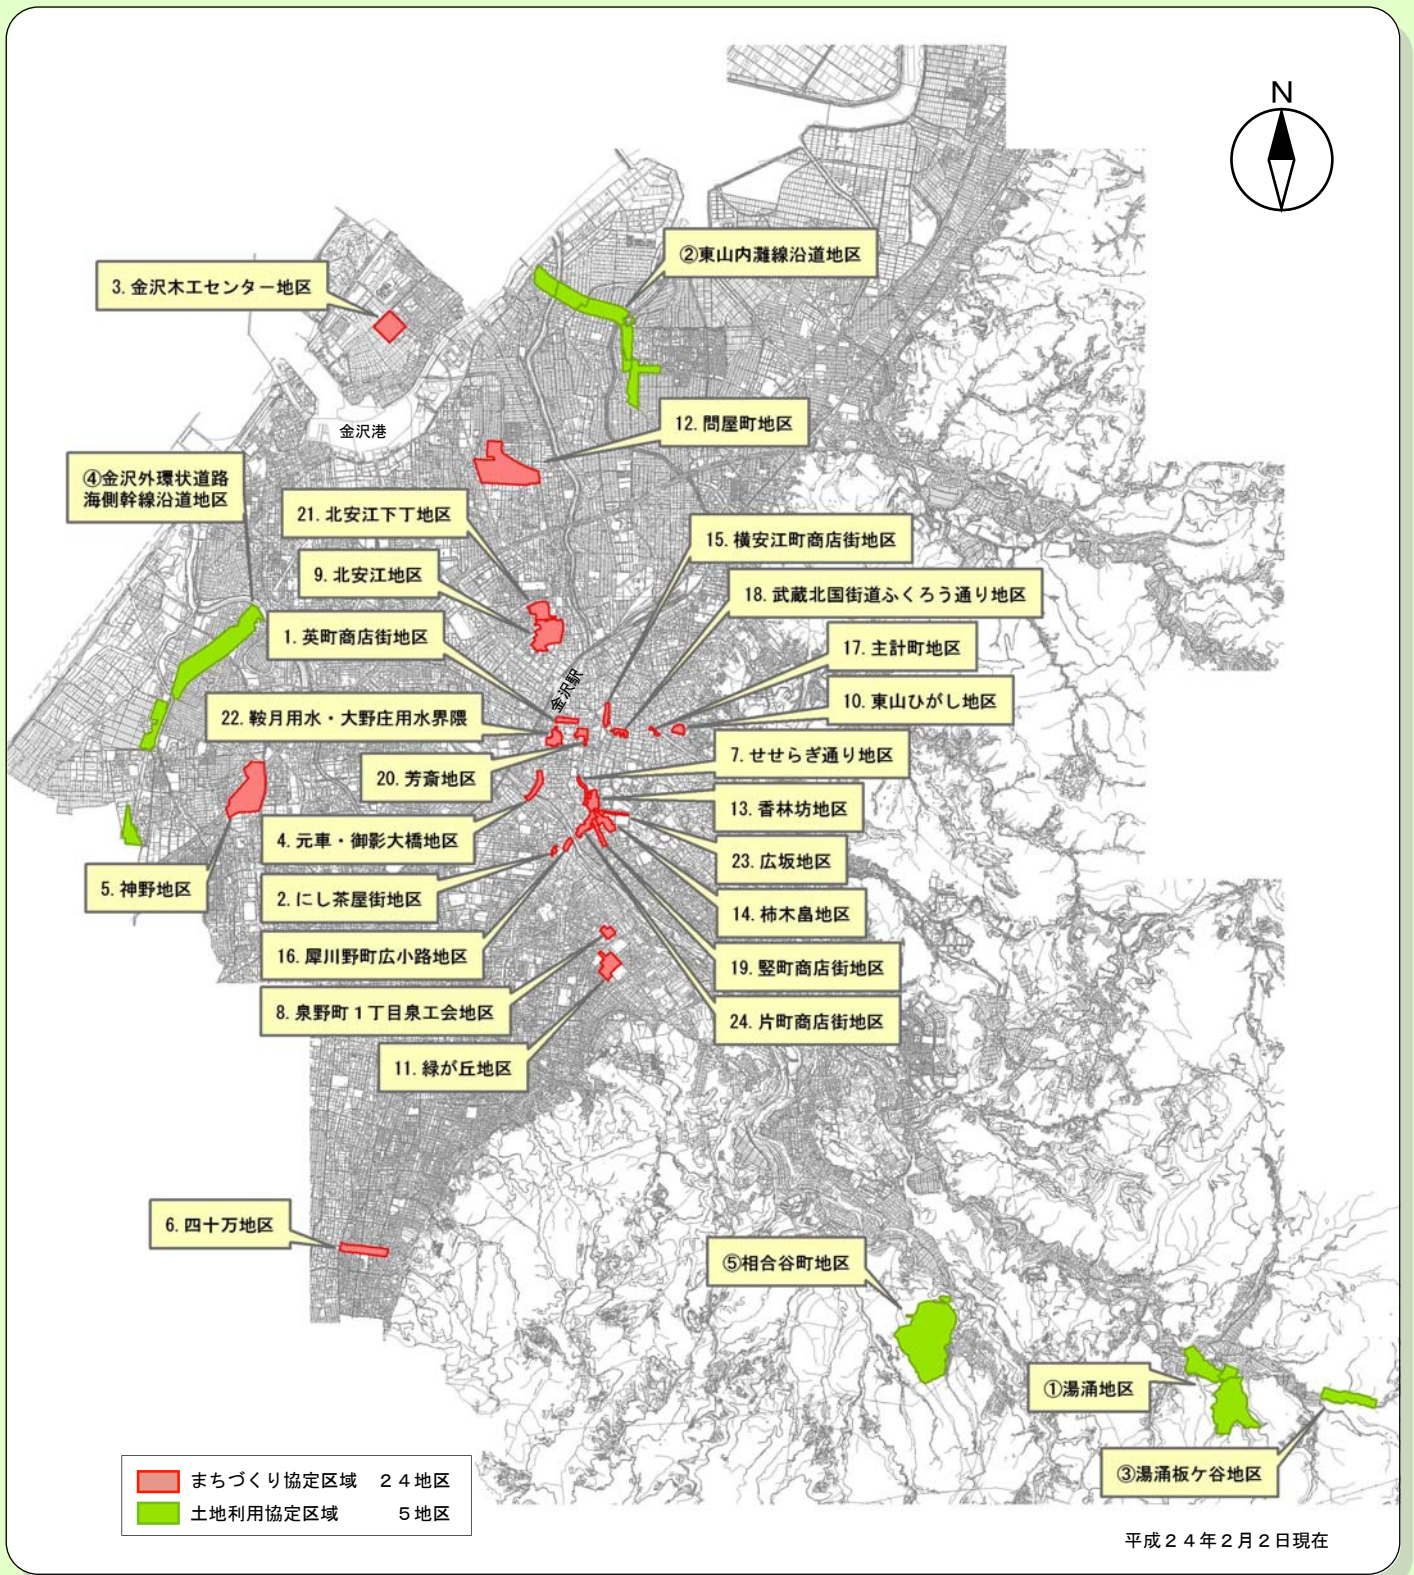 N
②東山内灘線沿道地区
3. 金沢木工センター地区
12. 問屋町地区
金沢港
④金沢外環状道路
海側幹線沿道地区
21. 北安江下丁地区
15. 横安江町商店街地区
9. 北安江地区
18. 武蔵北国街道ふくろう通り地区
1. 英町商店街地区
17. 主計町地区
金沢駅
10. 東山ひがし地区
22. 鞍月用水・大野庄用水界隈
7. せせらぎ通り地区
20. 芳斎地区
13. 香林坊地区
4. 元車・御影大橋地区
23. 広坂地区
5. 神野地区
2. にし茶屋街地区
14. 柿木畠地区
16. 犀川野町広小路地区
19. 竪町商店街地区
8. 泉野町１丁目泉工会地区
24. 片町商店街地区
11. 緑が丘地区
6. 四十万地区
⑤相合谷町地区
①湯涌地区
③湯涌板ケ谷地区
まちづくり協定区域　２４地区
土地利用協定区域　５地区
平成２４年２月２日現在